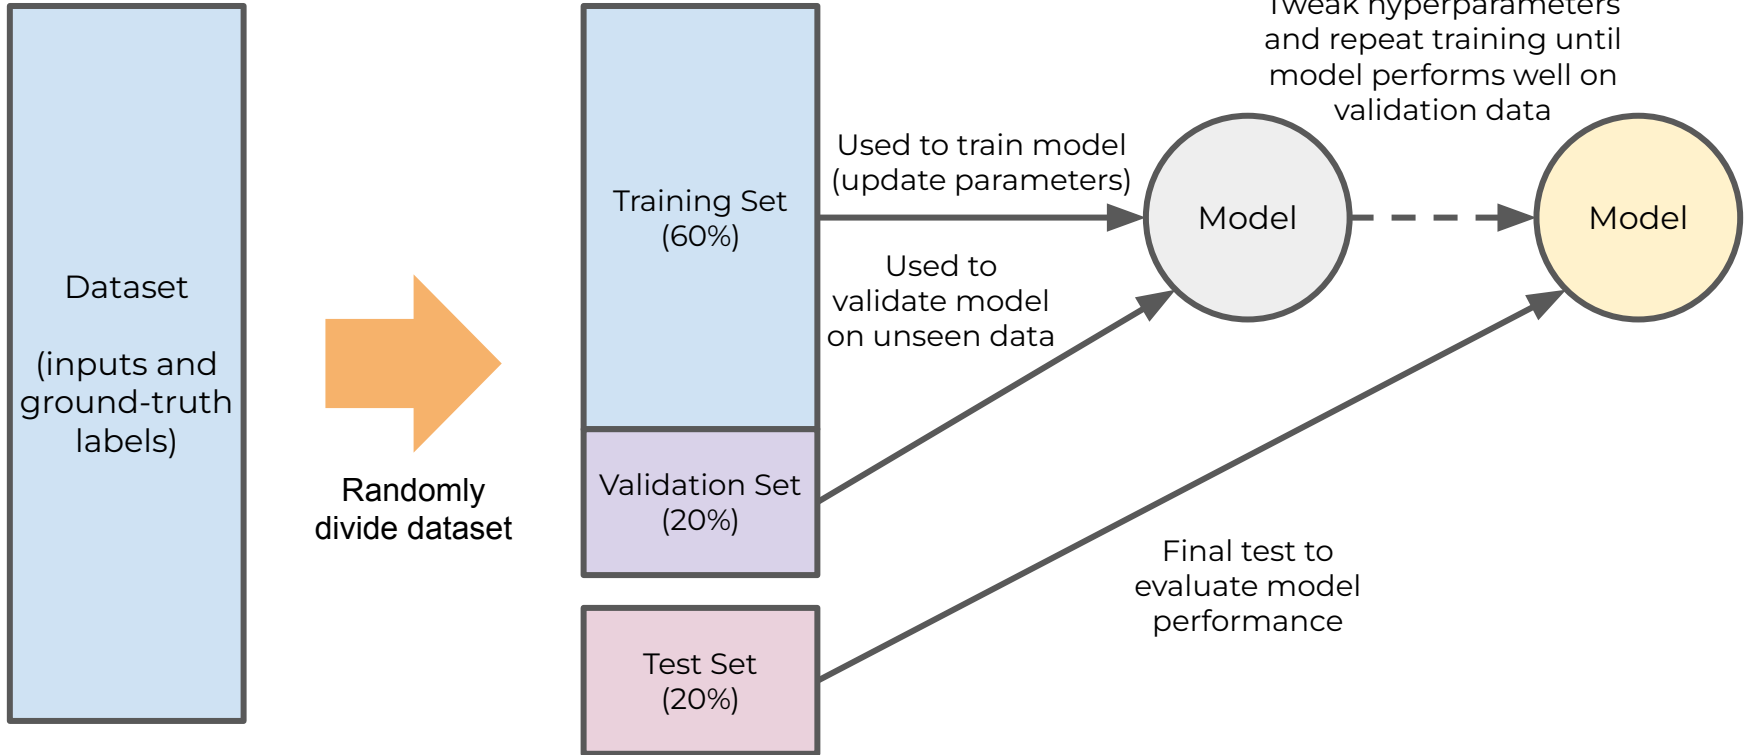 Dataset
(inputs and
ground-truth
labels)
Randomly
divide dataset
Training Set
(60%)
Validation Set
(20%)
Test Set
(20%)
Used to train model
(update parameters)
Used to
validate model
on unseen data
Model
Tweak hyperparameters
and repeat training until
model performs well on
validation data
Model
Final test to
evaluate model
performance